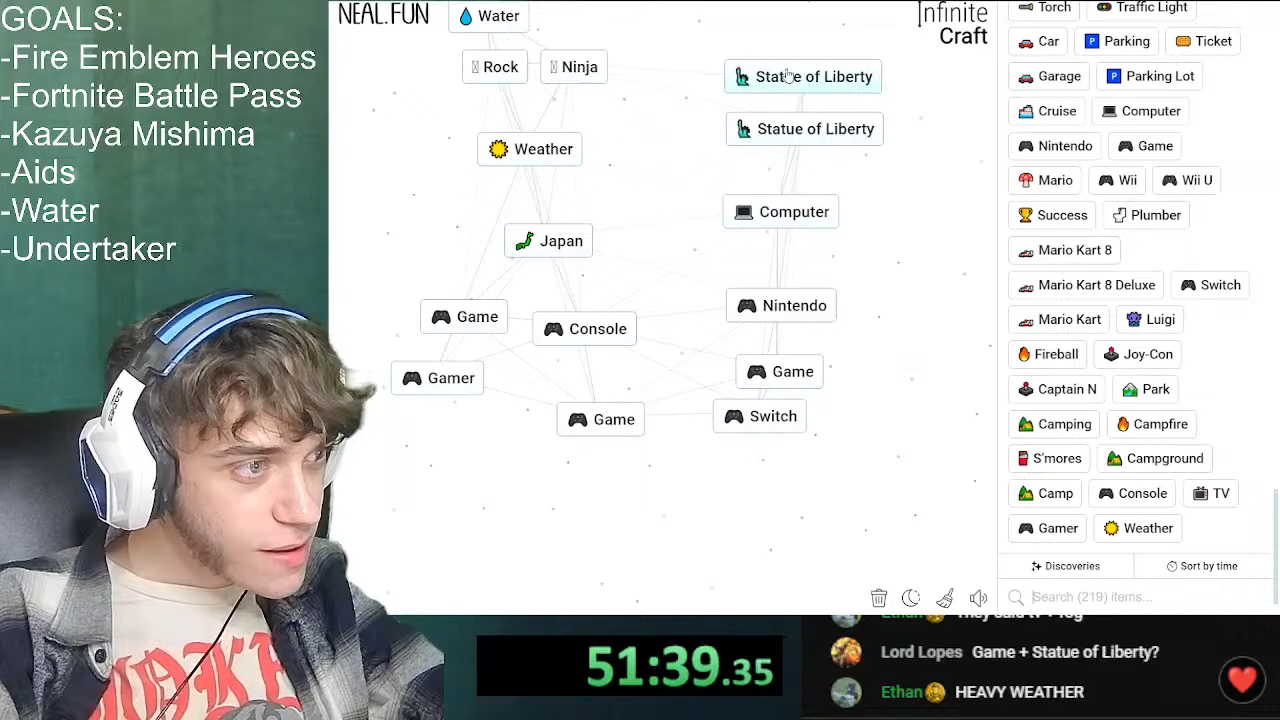 GOALS:
-Fire Emblem Heroes
-Fortnite Battle Pass
-Kazuya Mishima
-Aids
-Water
-Undertaker
NEAL.FUN
Infinite
Craft
Water
Rock
Ninja
Statue of Liberty
Statue of Liberty
Weather
Computer
Japan
Nintendo
Game
Console
Game
Gamer
Game
Switch
Torch
Traffic Light
Car
Parking
Ticket
Garage
Parking Lot
Cruise
Computer
Nintendo
Game
Mario
Wii
Wii U
Success
Plumber
Mario Kart 8
Mario Kart 8 Deluxe
Switch
Mario Kart
Luigi
Fireball
Joy-Con
Captain N
Park
Camping
Campfire
S'mores
Campground
Camp
Console
TV
Gamer
Weather
Discoveries
Sort by time
Search (219) items...
51:39.35
Ethan
Lord Lopes Game + Statue of Liberty?
Ethan HEAVY WEATHER